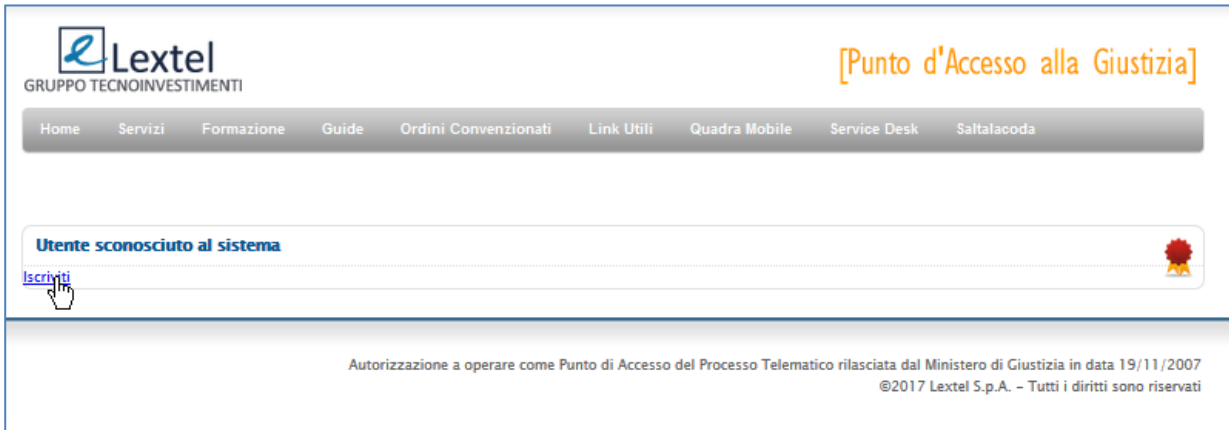 Lextel
GRUPPO TECNOINVESTIMENTI
[Punto d'Accesso alla Giustizia]
Home Servizi Formazione Guide Ordini Convenzionati Link Utili Quadra Mobile Service Desk Saltalacoda
Utente sconosciuto al sistema
Iscriviti
Autorizzazione a operare come Punto di Accesso del Processo Telematico rilasciata dal Ministero di Giustizia in data 19/11/2007
©2017 Lextel S.p.A. – Tutti i diritti sono riservati